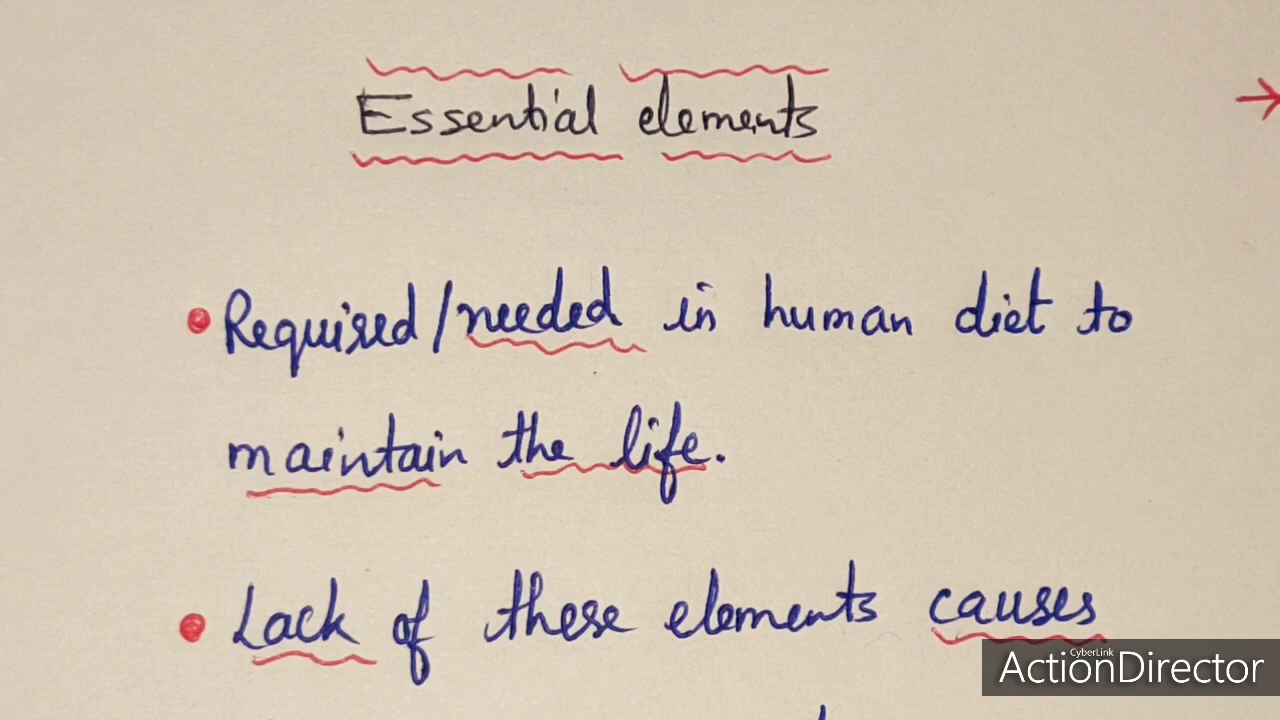 Essential elements
• Required/needed in human diet to
maintain the life.
• Lack of these elements causes
CyberLink
ActionDirector